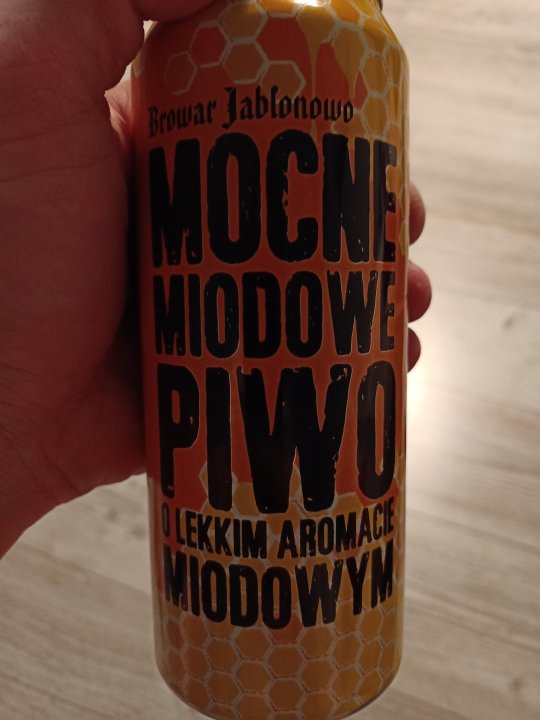 Browar Jabłonowo
MOCNE
MIODOWE
PIWO
O LEKKIM AROMACIE
MIODOWYM